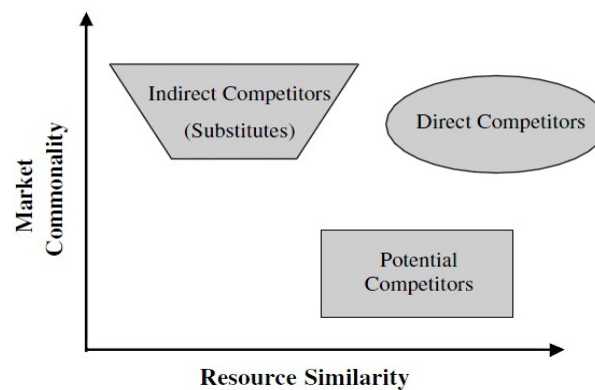 Indirect Competitors
(Substitutes)
Direct Competitors
Market
Commonality
Potential
Competitors
Resource Similarity